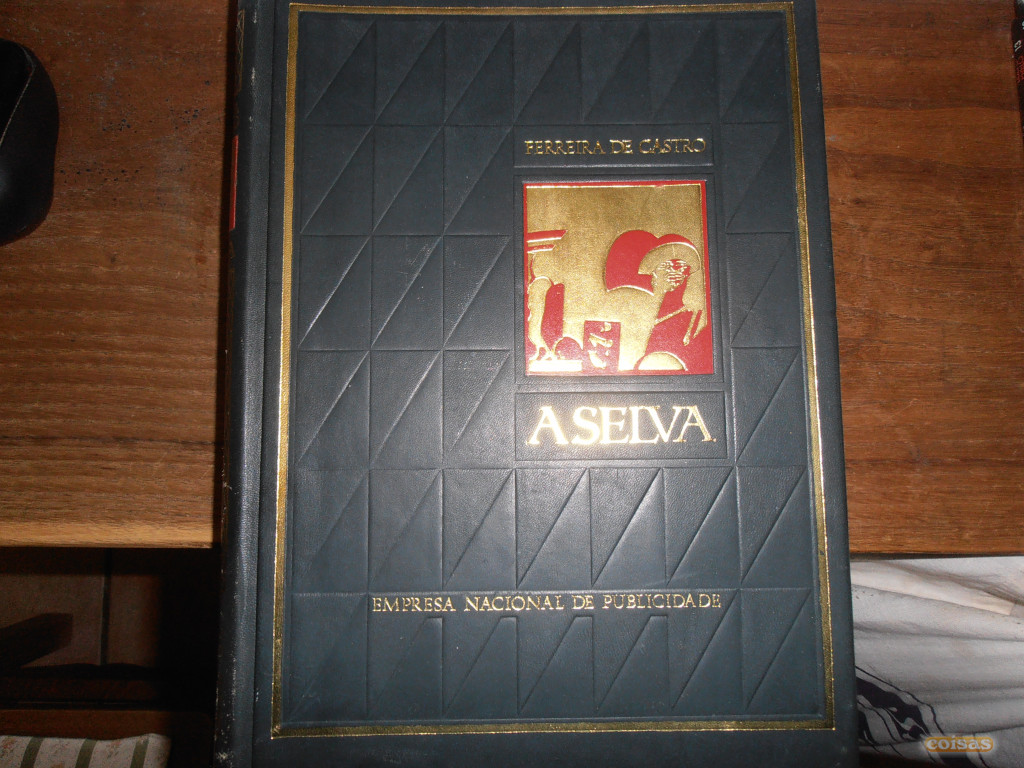 FERREIRA DE CASTRO
A SELVA.
EMPRESA NACIONAL DE PUBLICIDADE
coisas